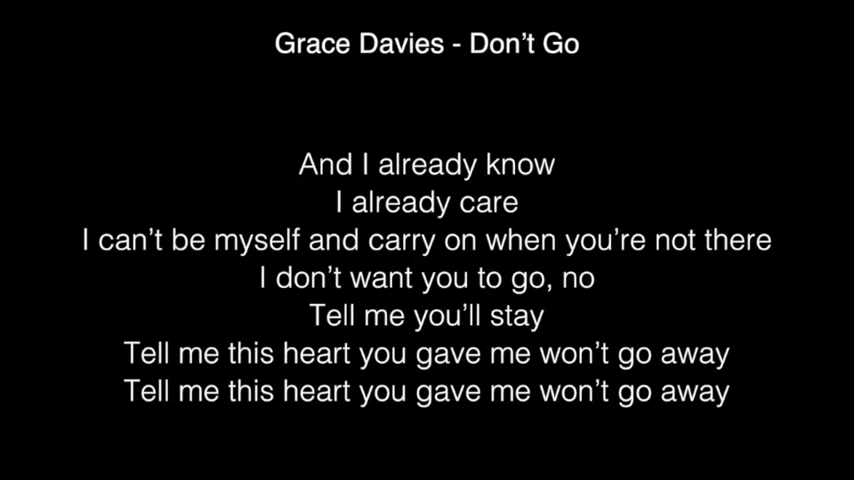 Grace Davies - Don't Go
And I already know
I already care
I can't be myself and carry on when you're not there
I don't want you to go, no
Tell me you'll stay
Tell me this heart you gave me won't go away
Tell me this heart you gave me won't go away